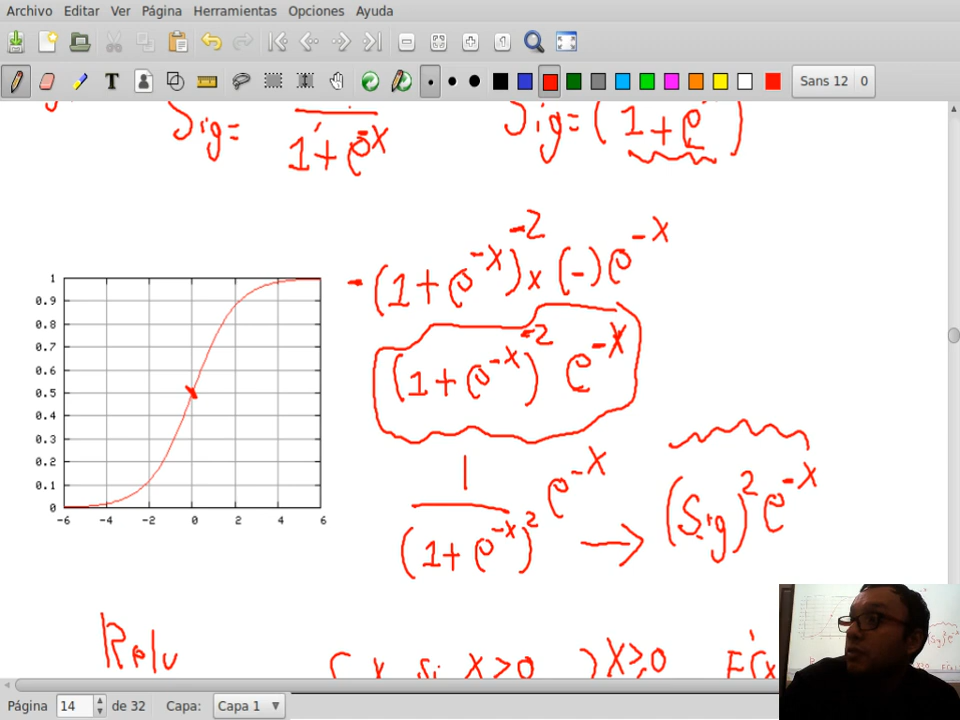 Archivo Editar Ver Página Herramientas Opciones Ayuda
T Sans 12 0
Sig= 1+e^-x Sig=(1+e )
-(1+e^-x)^-2 x (-)e^-x
(1+e^-x)^-2 e^-x
1
0.9
0.8
0.7
0.6
0.5
0.4
0.3
0.2
0.1
0
-6 -4 -2 0 2 4 6
1 e^-x
(1+e^-x)^2 → (Sig)^2 e^-x
Relu
x si x>0 x≥0
Página 14 de 32 Capa: Capa 1